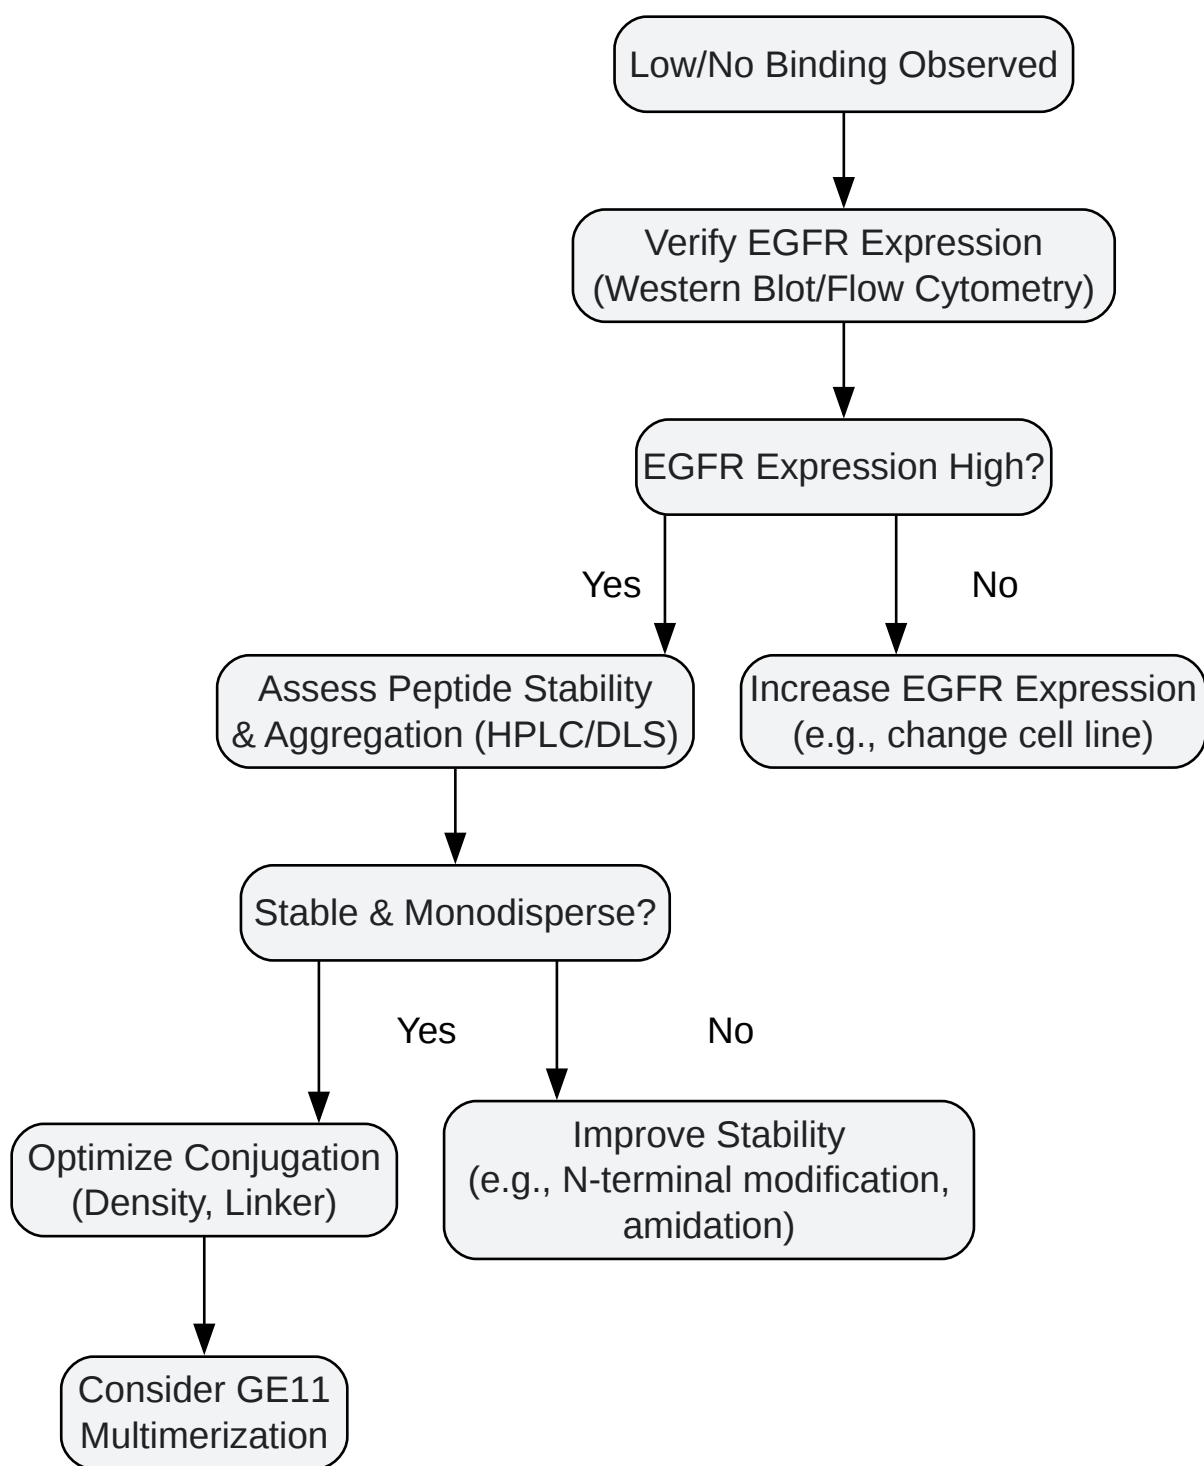 Low/No Binding Observed
Verify EGFR Expression
(Western Blot/Flow Cytometry)
EGFR Expression High?
Yes
No
Assess Peptide Stability
& Aggregation (HPLC/DLS)
Increase EGFR Expression
(e.g., change cell line)
Stable & Monodisperse?
Yes
No
Optimize Conjugation
(Density, Linker)
Improve Stability
(e.g., N-terminal modification,
amidation)
Consider GE11
Multimerization